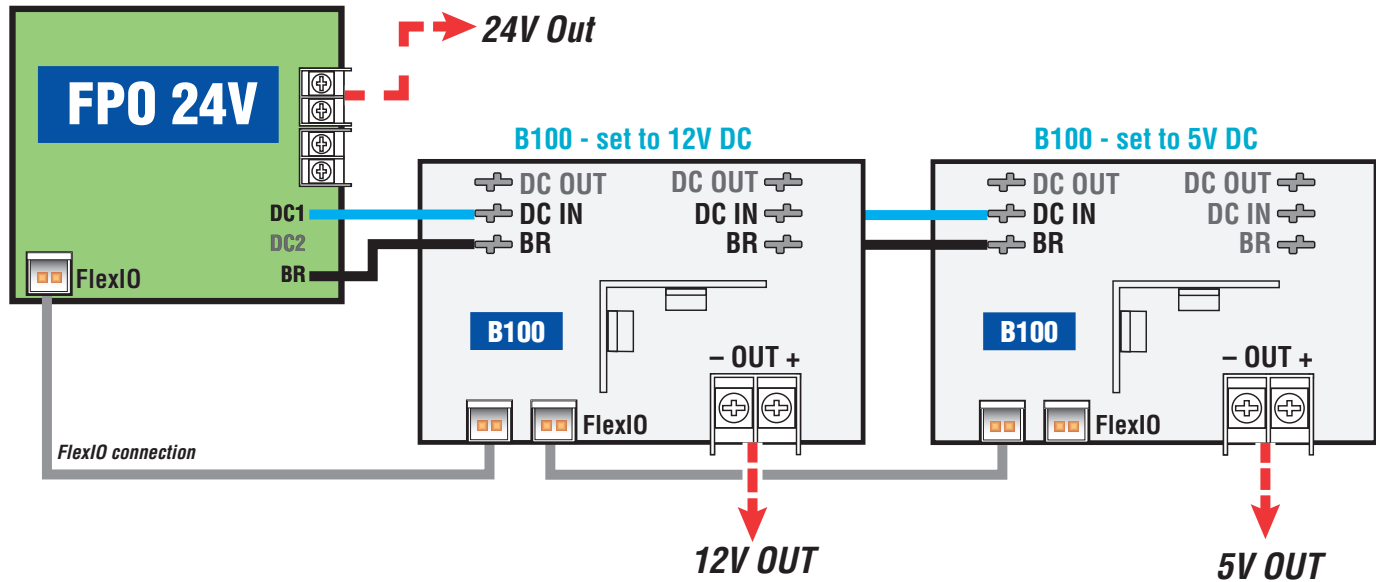 24V Out
FPO 24V
DC1
DC2
BR
FlexIO
FlexIO connection
B100 - set to 12V DC
DC OUT DC OUT
DC IN DC IN
BR BR
B100
– OUT +
FlexIO
12V OUT
B100 - set to 5V DC
DC OUT DC OUT
DC IN DC IN
BR BR
B100
– OUT +
FlexIO
5V OUT